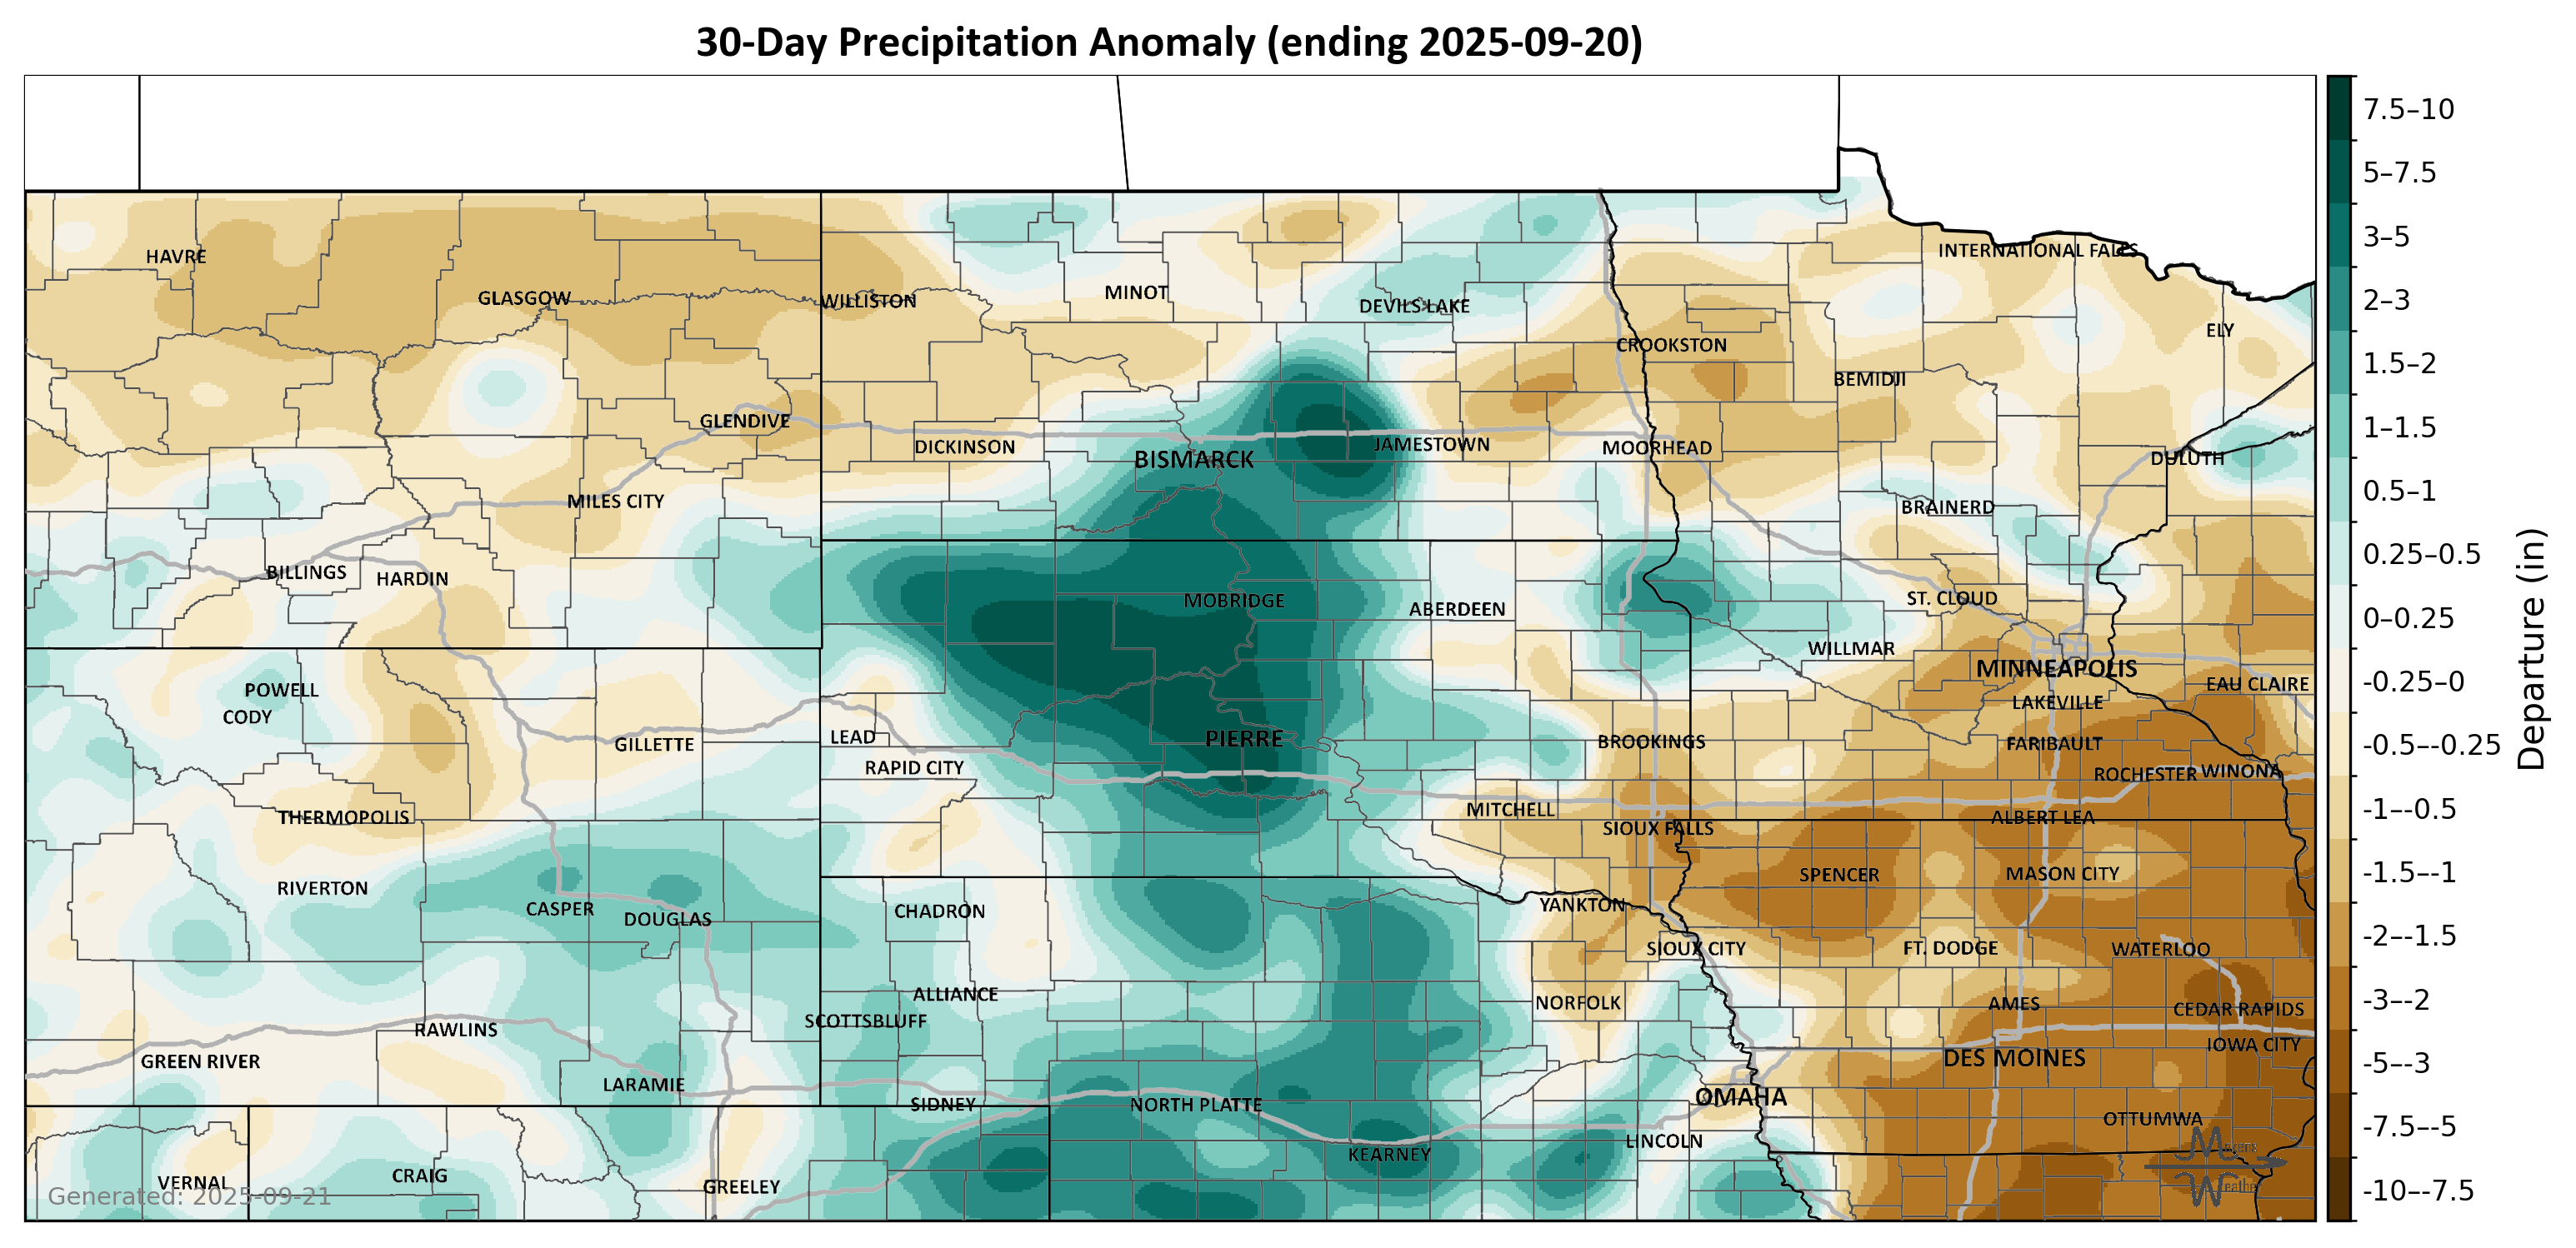 30-Day Precipitation Anomaly (ending 2025-09-20)
HAVRE
INTERNATIONAL FALLS
GLASGOW
WILLISTON
MINOT
DEVILS LAKE
ELY
CROOKSTON
BEMIDJI
GLENDIVE
DICKINSON
BISMARCK
JAMESTOWN
MOORHEAD
DULUTH
MILES CITY
BRAINERD
BILLINGS
HARDIN
MOBRIDGE
ABERDEEN
ST. CLOUD
WILLMAR
MINNEAPOLIS
POWELL
EAU CLAIRE
CODY
LAKEVILLE
LEAD
PIERRE
BROOKINGS
FARIBAULT
GILLETTE
RAPID CITY
ROCHESTER
WINONA
THERMOPOLIS
MITCHELL
SIOUX FALLS
ALBERT LEA
RIVERTON
SPENCER
MASON CITY
CASPER
DOUGLAS
CHADRON
YANKTON
SIOUX CITY
FT. DODGE
WATERLOO
ALLIANCE
NORFOLK
AMES
CEDAR RAPIDS
SCOTTSBLUFF
RAWLINS
IOWA CITY
GREEN RIVER
DES MOINES
LARAMIE
SIDNEY
NORTH PLATTE
OMAHA
OTTUMWA
LINCOLN
KEARNEY
VERNAL
CRAIG
GREELEY
Generated: 2025-09-21
7.5–10
5–7.5
3–5
2–3
1.5–2
1–1.5
0.5–1
0.25–0.5
0–0.25
-0.25–0
-0.5–-0.25
-1–-0.5
-1.5–-1
-2–-1.5
-3–-2
-5–-3
-7.5–-5
-10–-7.5
Departure (in)